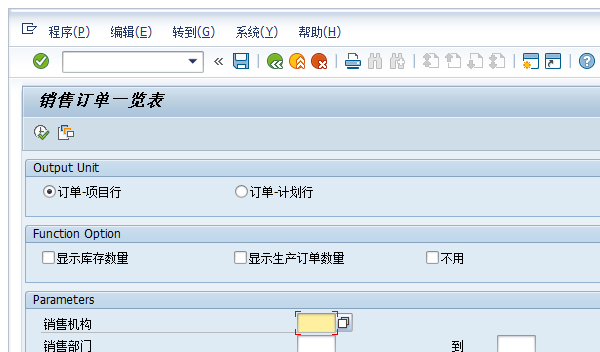 程序(P) 编辑(E) 转到(G) 系统(Y) 帮助(H)
销售订单一览表
Output Unit
订单-项目行 订单-计划行
Function Option
显示库存数量 显示生产订单数量 不用
Parameters
销售机构
销售部门 到